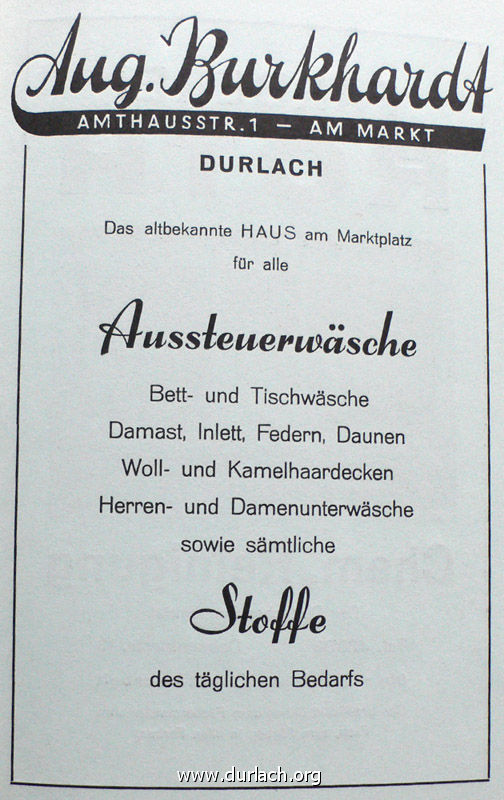 Aug. Burkhardt
AMTHAUSSTR. 1 — AM MARKT
DURLACH
Das altbekannte HAUS am Marktplatz
für alle
Aussteuerwäsche
Bett- und Tischwäsche
Damast, Inlett, Federn, Daunen
Woll- und Kamelhaardecken
Herren- und Damenunterwäsche
sowie sämtliche
Stoffe
des täglichen Bedarfs
www.durlach.org